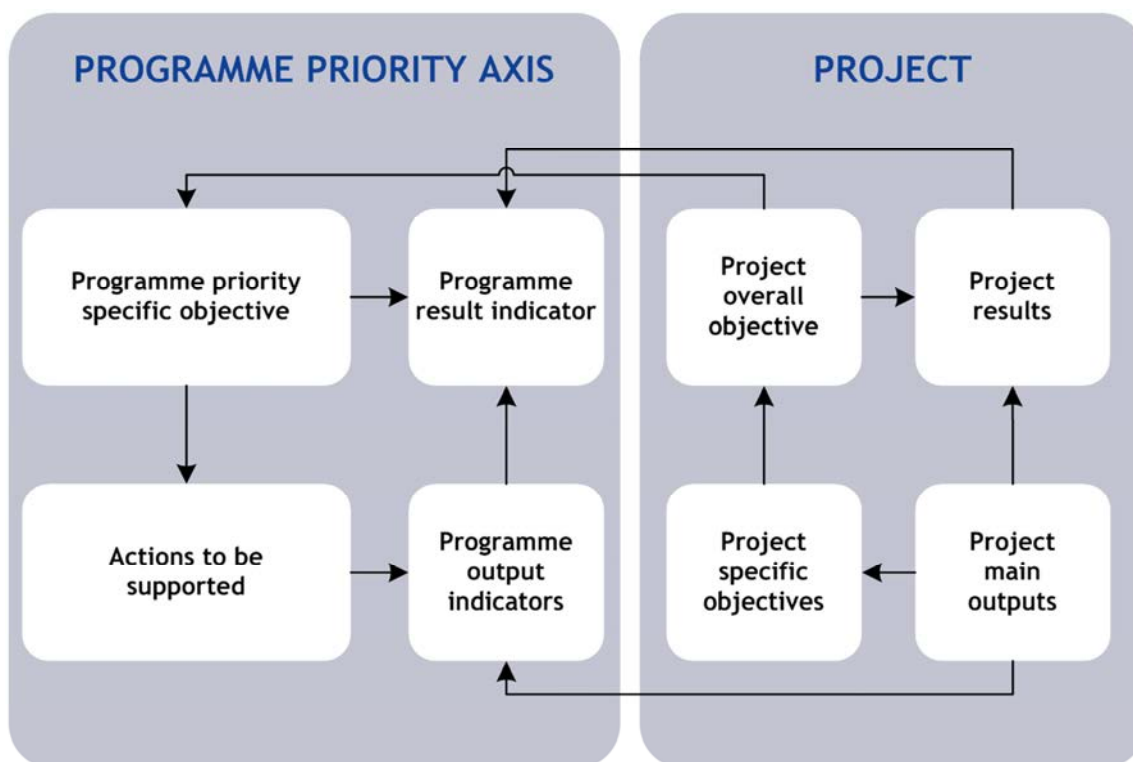 PROGRAMME PRIORITY AXIS
Programme priority
specific objective
Programme
result indicator
Actions to be
supported
Programme
output
indicators
PROJECT
Project
overall
objective
Project
results
Project
specific
objectives
Project
main
outputs